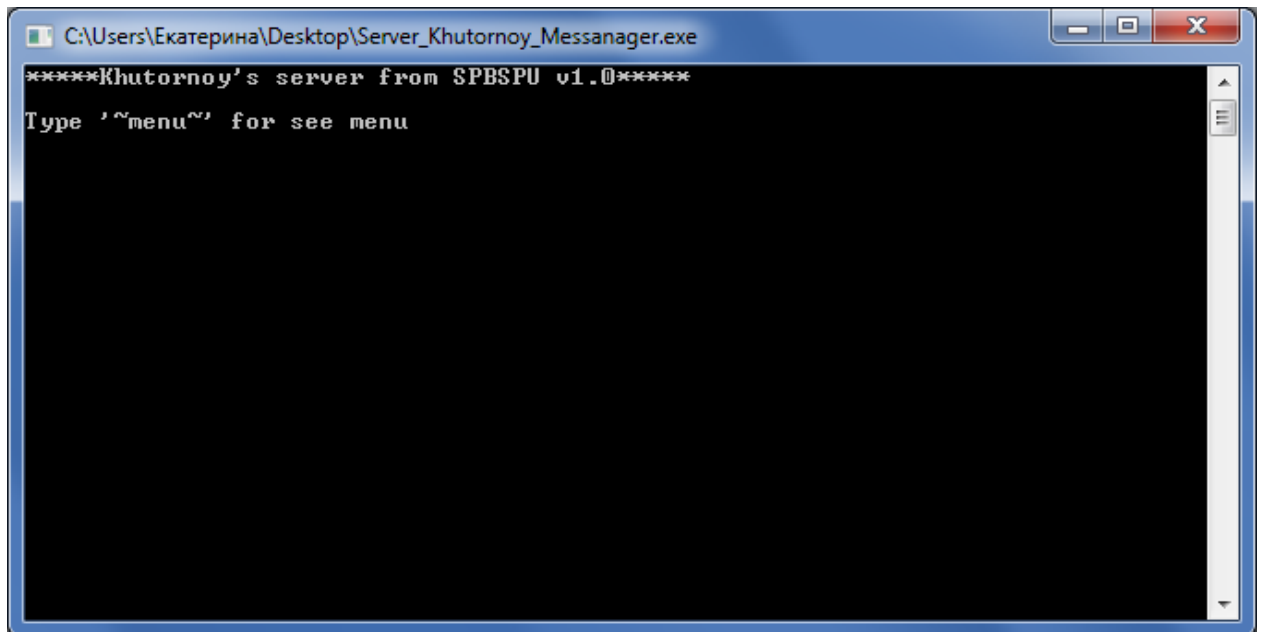 C:\Users\Екатерина\Desktop\Server_Khutornoy_Messanager.exe
*****Khutornoy's server from SPBSPU v1.0*****
Type '~menu~' for see menu